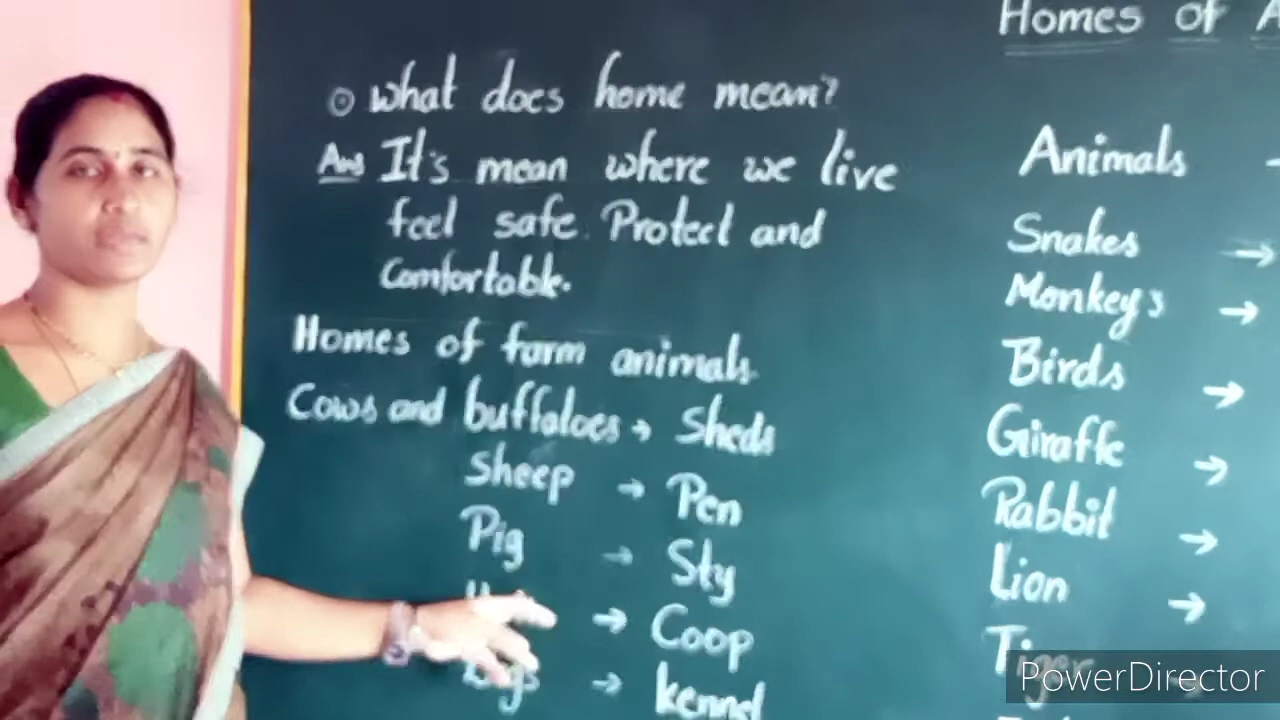 Homes of A
⊙ What does home mean?
Ans It's mean where we live
feel safe. Protect and
Comfortable.
Homes of farm animals
Cows and buffaloes → Sheds
Sheep → Pen
Pig → Sty
→ Coop
→ kennel
Animals -
Snakes →
Monkey's →
Birds →
Giraffe →
Rabbit →
Lion →
Tiger
PowerDirector